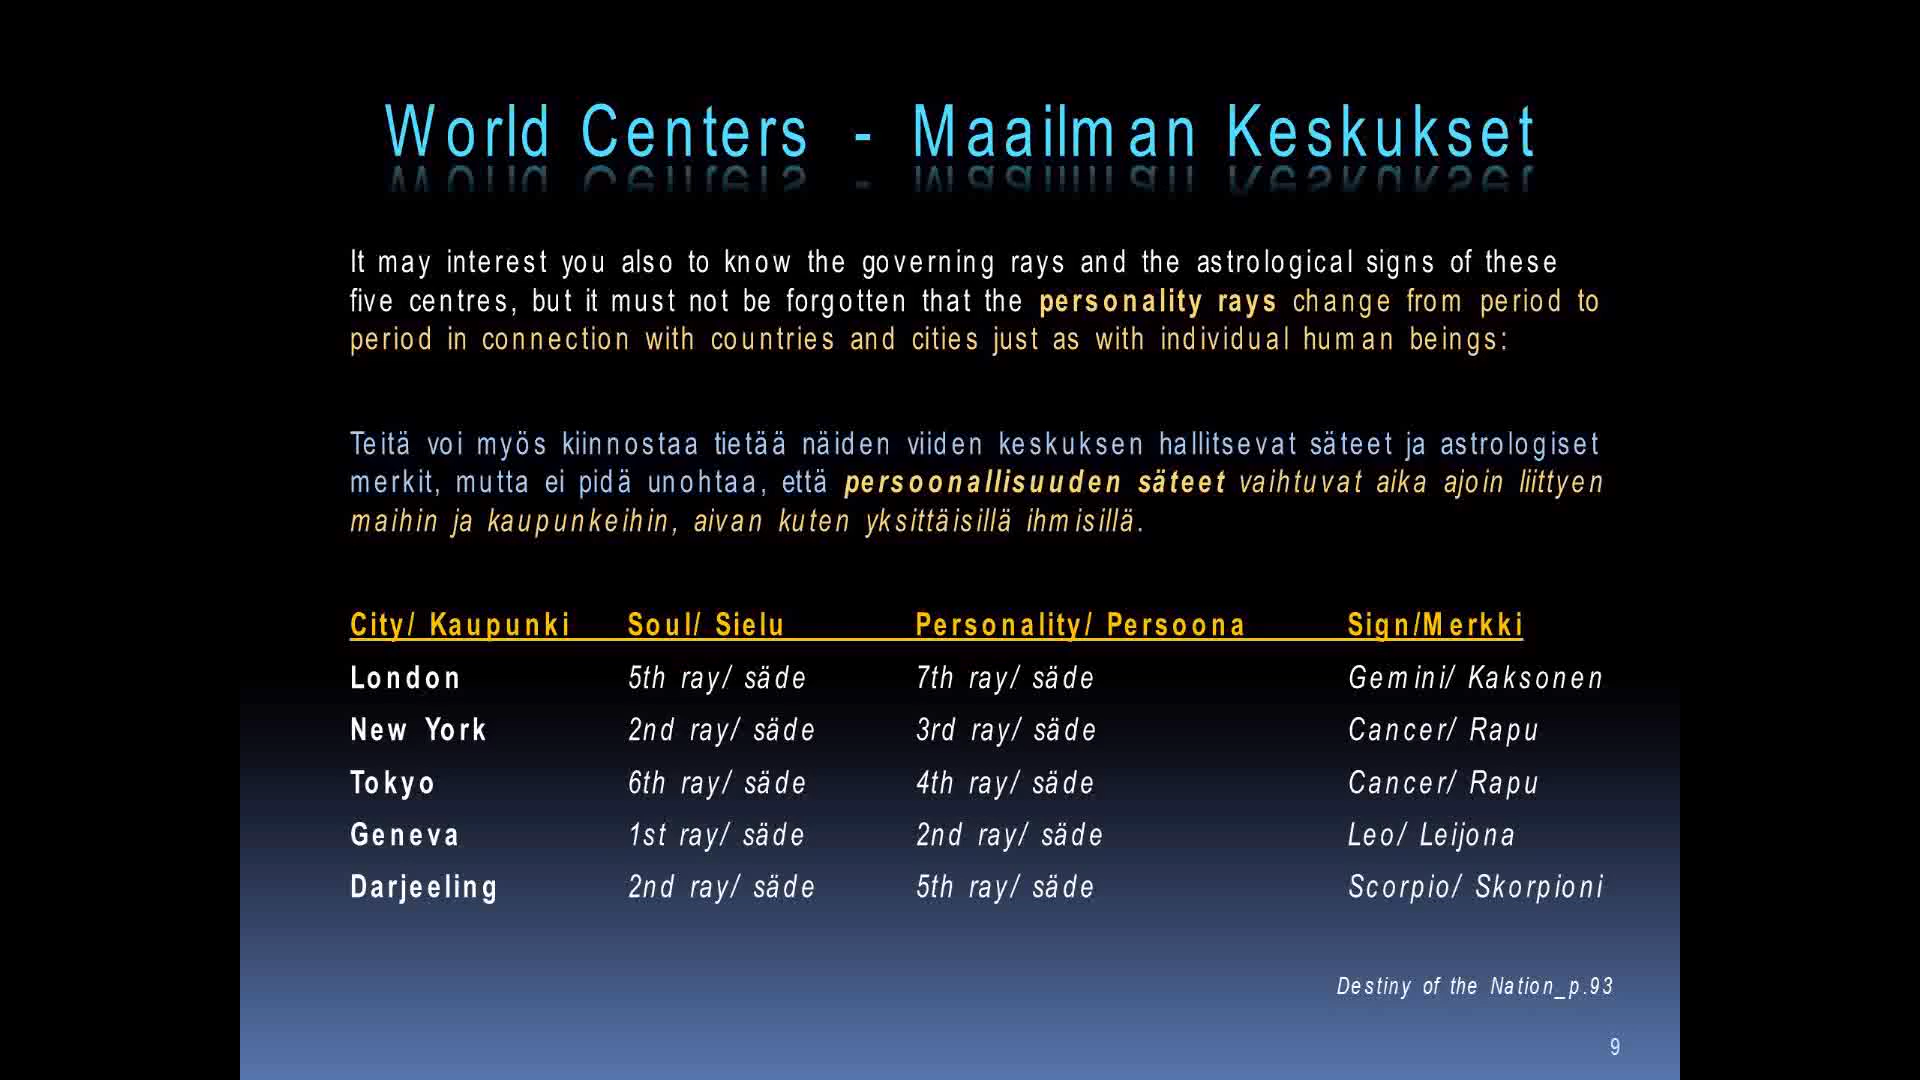 World Centers - Maailman Keskukset
It may interest you also to know the governing rays and the astrological signs of these
five centres, but it must not be forgotten that the personality rays change from period to
period in connection with countries and cities just as with individual human beings:
Teitä voi myös kiinnostaa tietää näiden viiden keskuksen hallitsevat säteet ja astrologiset
merkit, mutta ei pidä unohtaa, että persoonallisuuden säteet vaihtuvat aika ajoin liittyen
maihin ja kaupunkeihin, aivan kuten yksittäisillä ihmisillä.
City/ Kaupunki Soul/ Sielu Personality/ Persoona Sign/Merkki
London 5th ray/ säde 7th ray/ säde Gemini/ Kaksonen
New York 2nd ray/ säde 3rd ray/ säde Cancer/ Rapu
Tokyo 6th ray/ säde 4th ray/ säde Cancer/ Rapu
Geneva 1st ray/ säde 2nd ray/ säde Leo/ Leijona
Darjeeling 2nd ray/ säde 5th ray/ säde Scorpio/ Skorpioni
Destiny of the Nation_p.93
9